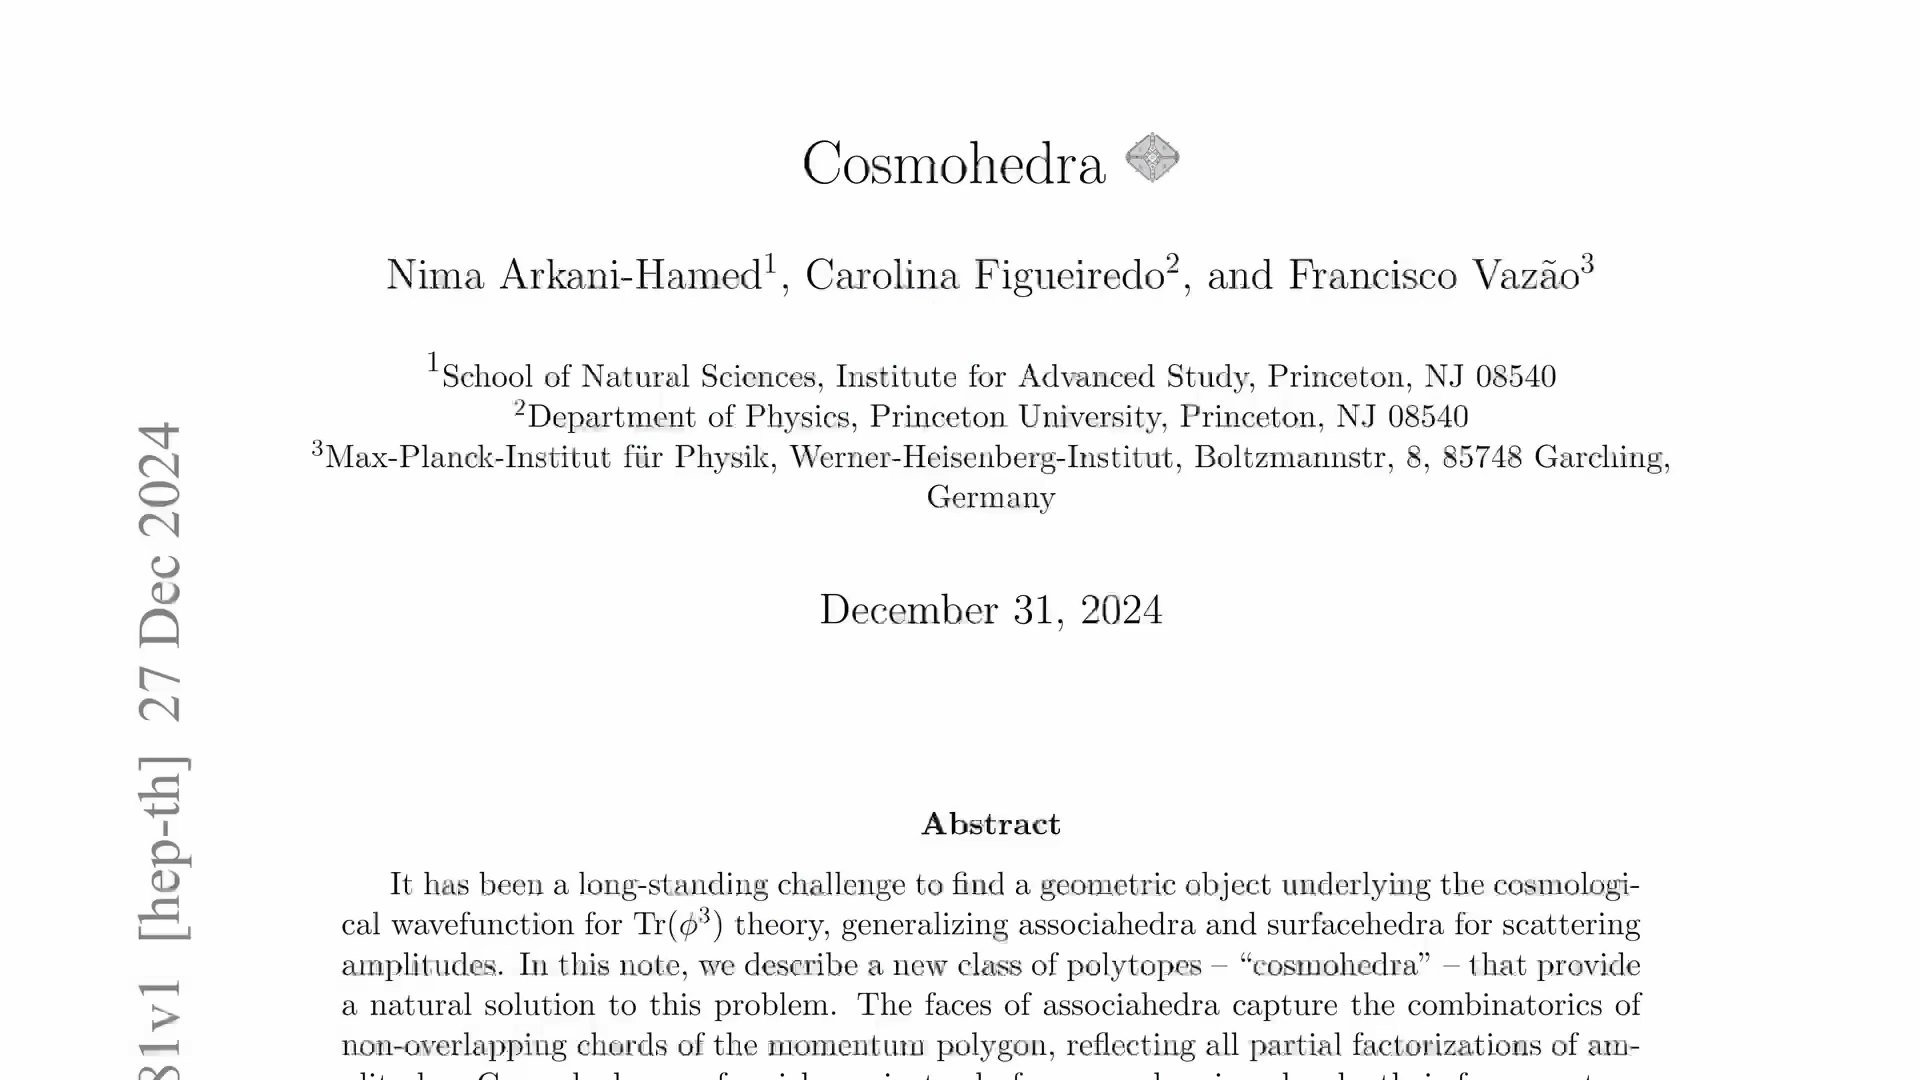 Cosmohedra
Nima Arkani-Hamed¹, Carolina Figueiredo², and Francisco Vazão³
¹School of Natural Sciences, Institute for Advanced Study, Princeton, NJ 08540
²Department of Physics, Princeton University, Princeton, NJ 08540
³Max-Planck-Institut für Physik, Werner-Heisenberg-Institut, Boltzmannstr, 8, 85748 Garching,
Germany
December 31, 2024
Abstract
It has been a long-standing challenge to find a geometric object underlying the cosmologi-
cal wavefunction for Tr(ϕ³) theory, generalizing associahedra and surfacehedra for scattering
amplitudes. In this note, we describe a new class of polytopes – “cosmohedra” – that provide
a natural solution to this problem. The faces of associahedra capture the combinatorics of
non-overlapping chords of the momentum polygon, reflecting all partial factorizations of am-
81v1 [hep-th] 27 Dec 2024